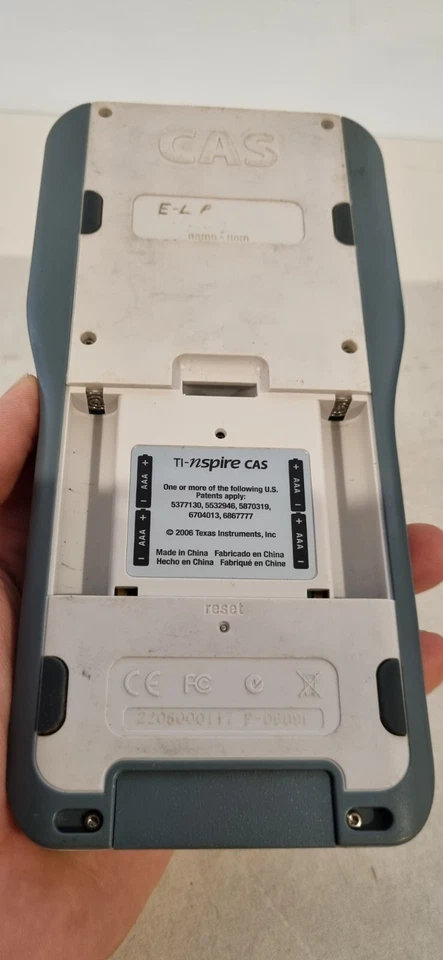 CAS
E-L P
name - nom
TI-nspire CAS
One or more of the following U.S.
Patents apply:
5377130, 5532946, 5870319,
6704013, 6867777
© 2006 Texas Instruments, Inc
Made in China Fabricado en China
Hecho en China Fabriqué en Chine
+ AAA -
+ AAA -
+ AAA -
+ AAA -
reset
CE FC